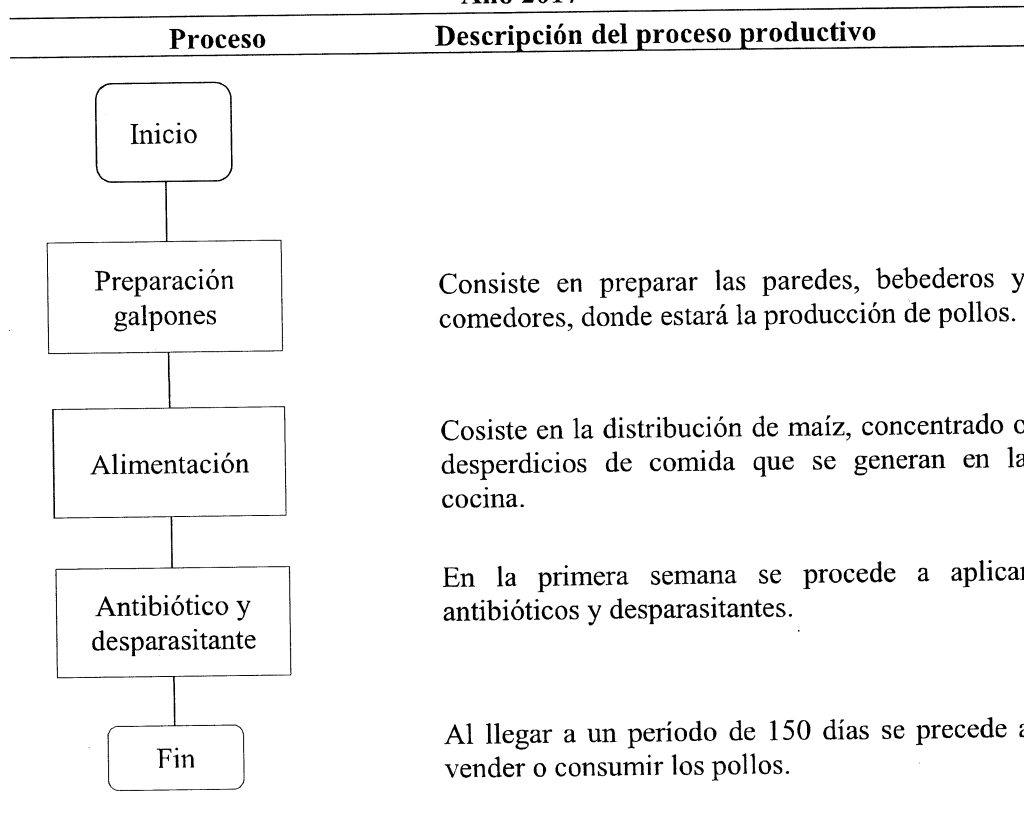 Año 2017
Proceso
Descripción del proceso productivo
Inicio
Preparación
galpones
Consiste en preparar las paredes, bebederos y
comedores, donde estará la producción de pollos.
Alimentación
Cosiste en la distribución de maíz, concentrado o
desperdicios de comida que se generan en la
cocina.
Antibiótico y
desparasitante
En la primera semana se procede a aplicar
antibióticos y desparasitantes.
Fin
Al llegar a un período de 150 días se precede a
vender o consumir los pollos.